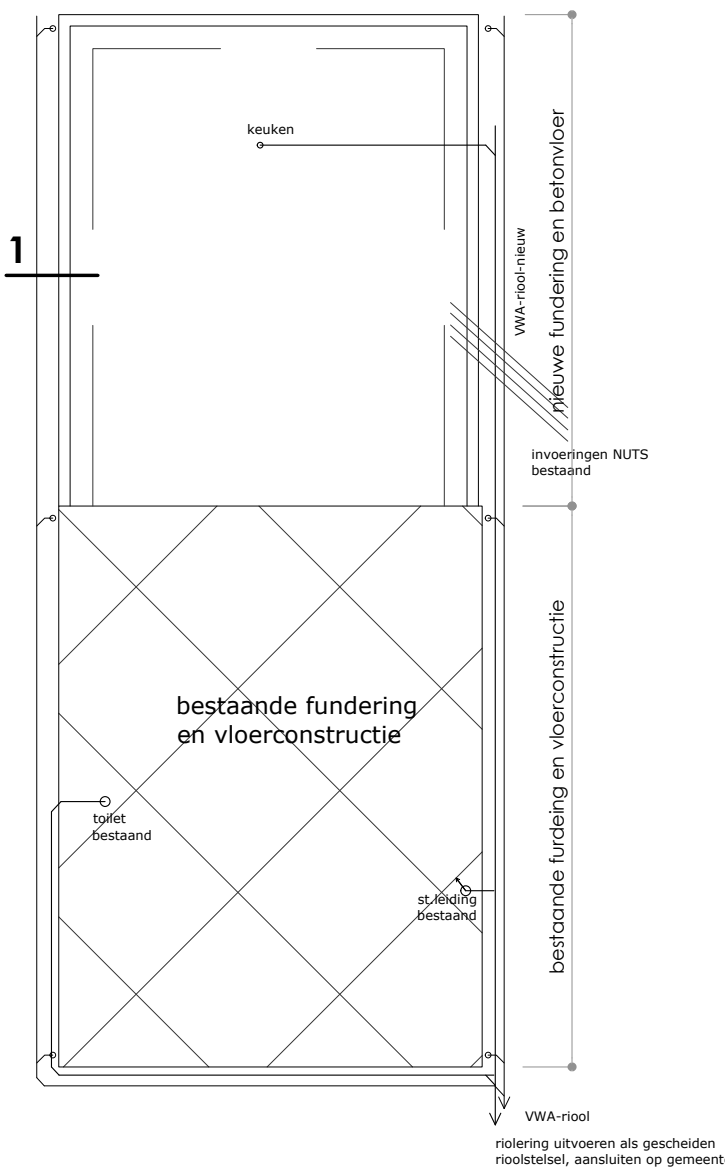 keuken
1
VWA-riool-nieuw
nieuwe fundering en betonvloer
invoeringen NUTS
bestaand
bestaande fundering
en vloerconstructie
bestaande furdeing en vloerconstructie
toilet
bestaand
st.leiding
bestaand
VWA-riool
riolering uitvoeren als gescheiden
rioolstelsel, aansluiten op gemeent